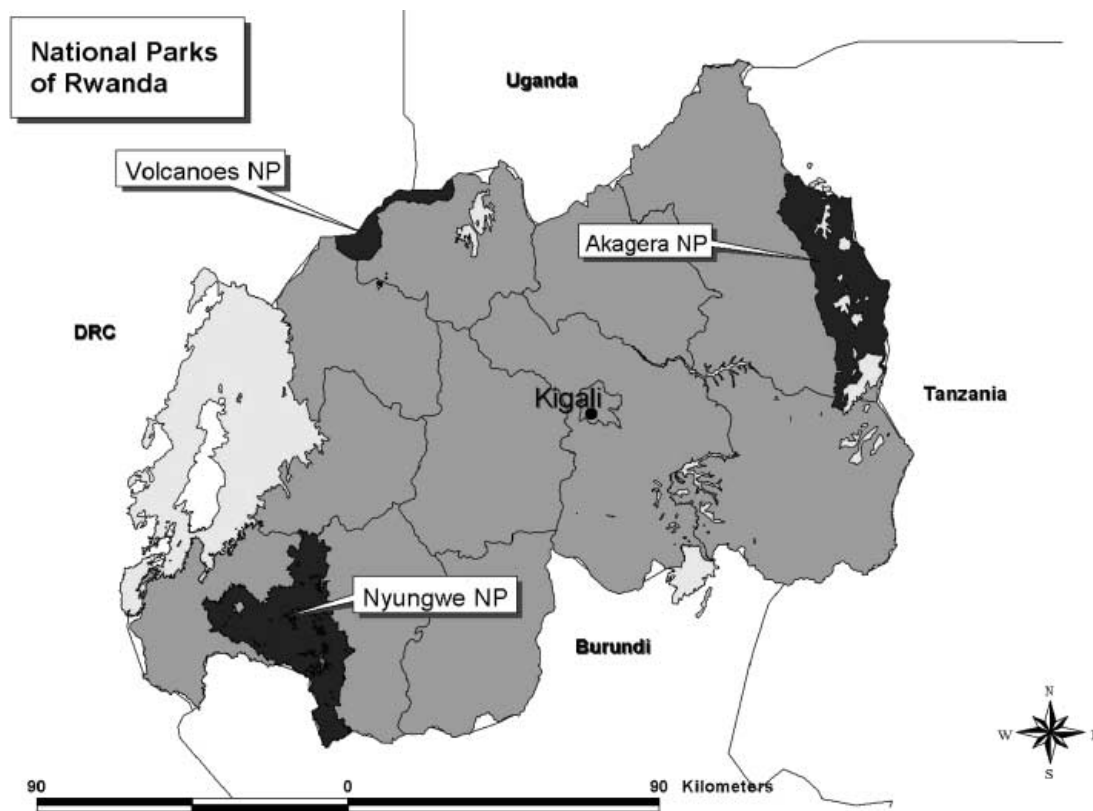 National Parks
of Rwanda
Uganda
Volcanoes NP
Akagera NP
DRC
Tanzania
Kigali
Nyungwe NP
Burundi
N
W
S
90 0 90 Kilometers